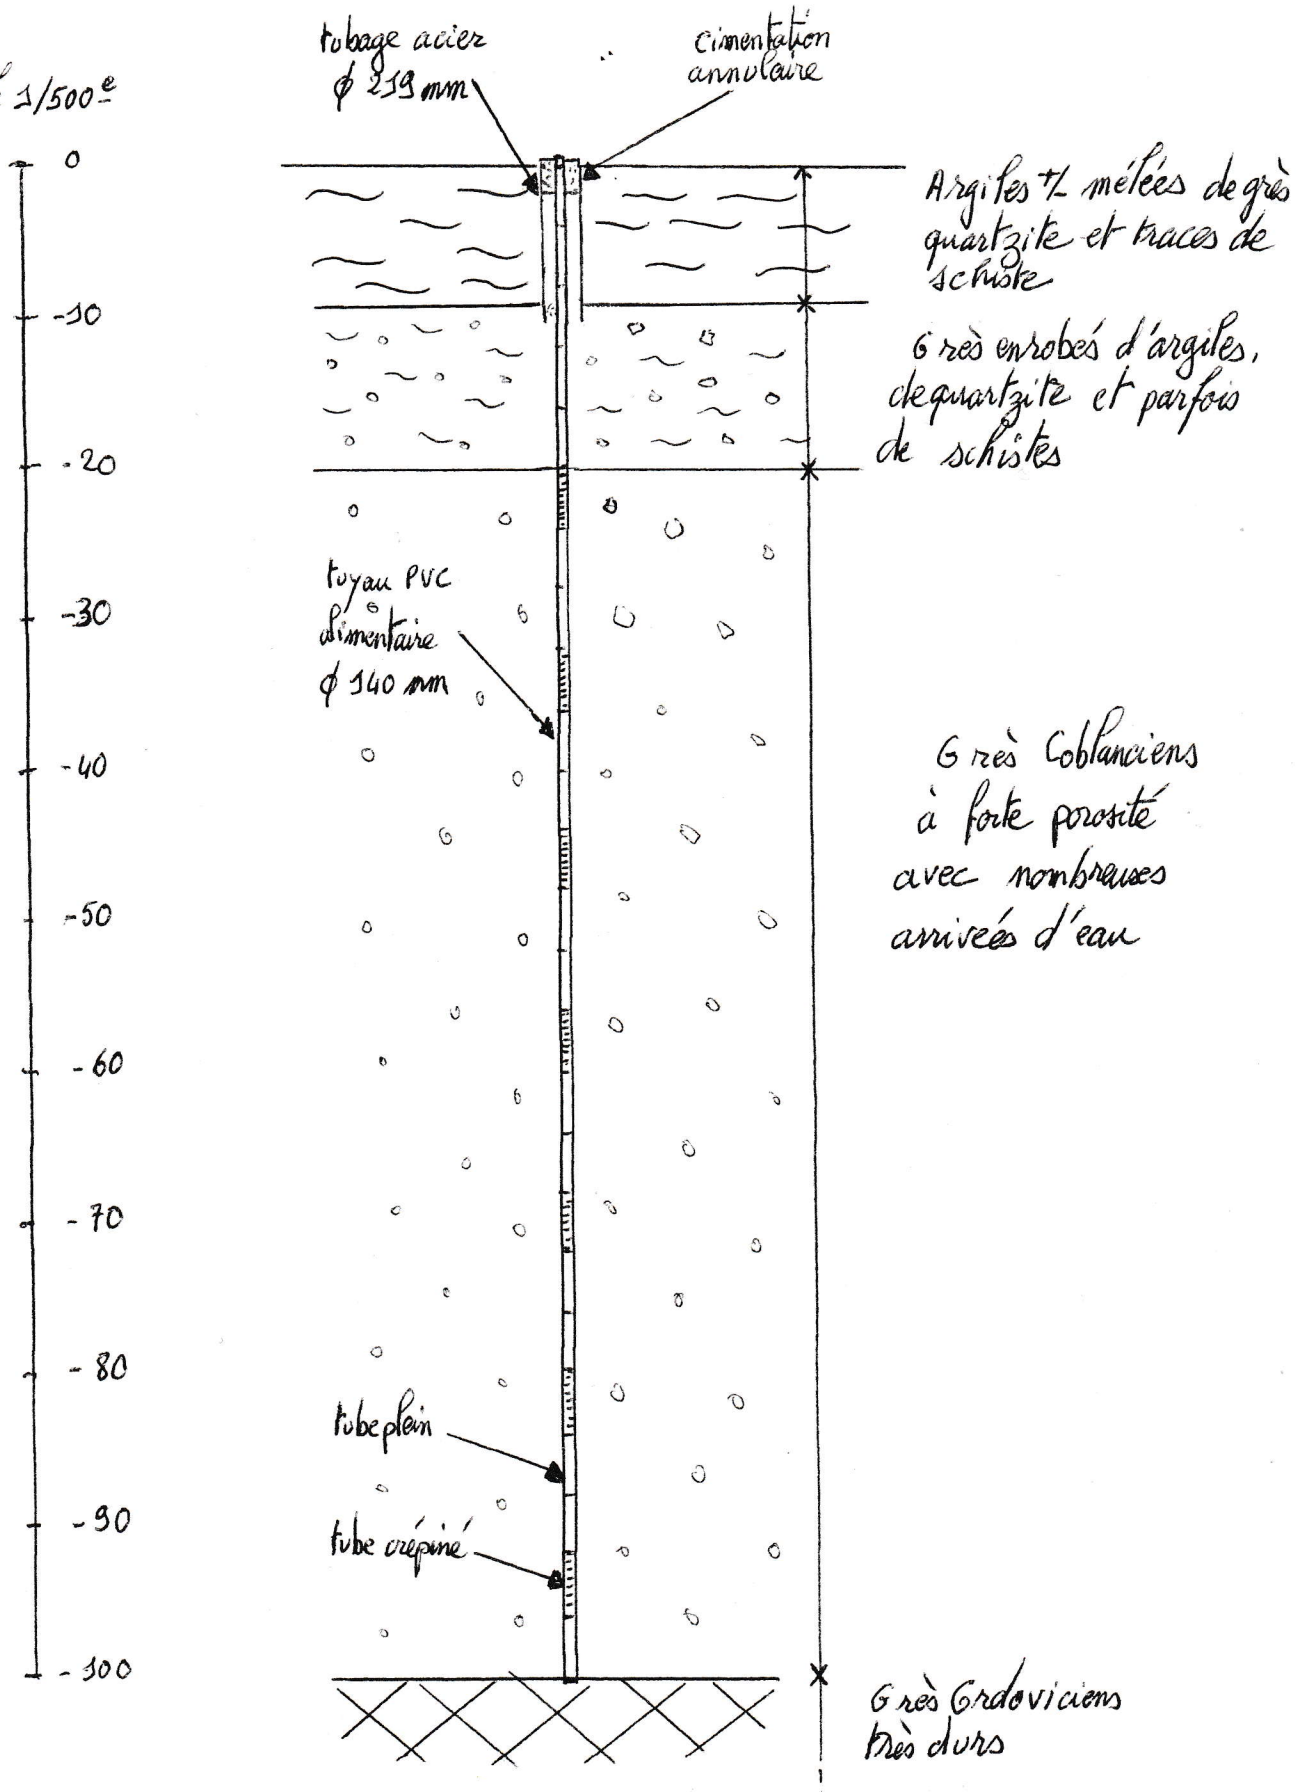 1/500e
tubage acier
ϕ 219 mm
cimentation
annulaire
0
-10
-20
-30
-40
-50
-60
-70
-80
-90
-100
Argiles +/- mélées de grès
quartzite et traces de
schiste
Grès enrobés d'argiles,
de quartzite et parfois
de schistes
tuyau PVC
alimentaire
ϕ 140 mm
Grès Coblanciens
à forte porosité
avec nombreuses
arrivées d'eau
tube plein
tube crépiné
Grès Ordoviciens
très durs